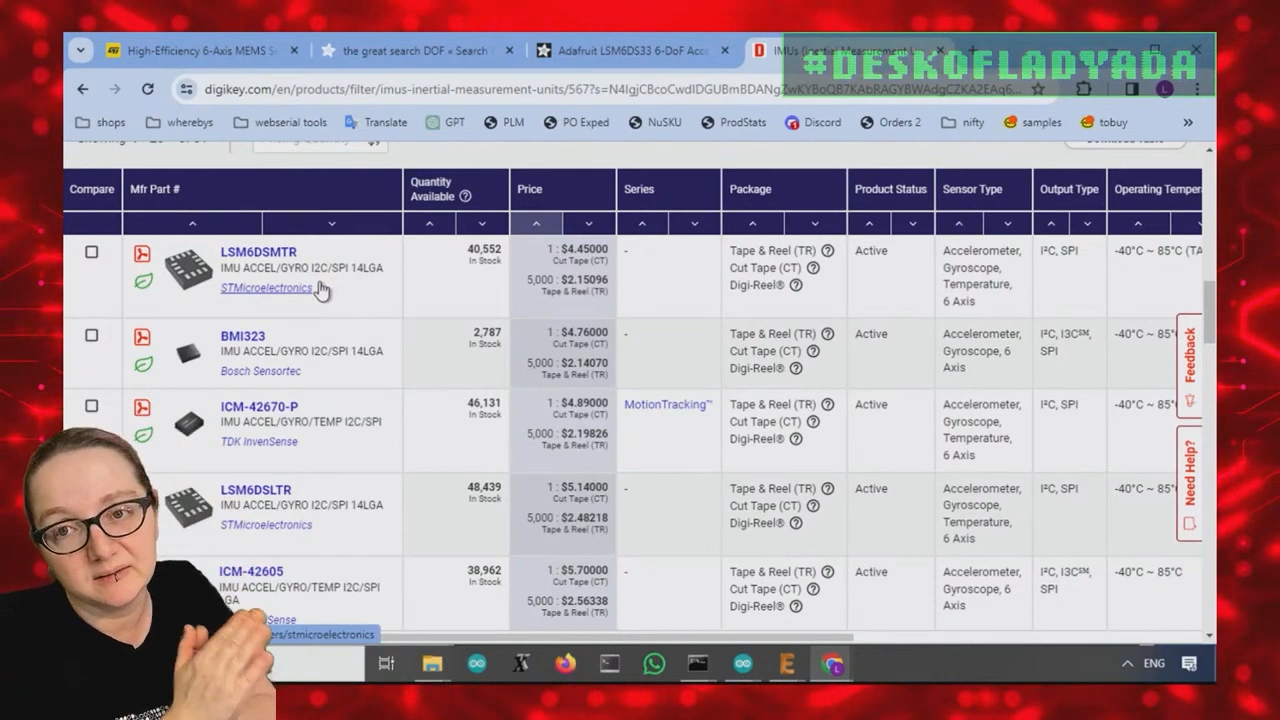 #DESKOFLADYADA
High-Efficiency 6-Axis MEMS S
the great search DOF « Search
Adafruit LSM6DS33 6-DoF Acc
digikey.com/en/products/filter/imus-inertial-measurement-units/567?s=
shops
wherebys
webserial tools
Translate
GPT
PLM
PO Exped
NuSKU
ProdStats
Discord
Orders 2
nifty
samples
tobuy
»
Compare
Mfr Part #
Quantity
Available
Price
Series
Package
Product Status
Sensor Type
Output Type
Operating Tempera
LSM6DSMTR
IMU ACCEL/GYRO I2C/SPI 14LGA
STMicroelectronics
40,552
In Stock
1 : $4.45000
Cut Tape (CT)
5,000 : $2.15096
Tape & Reel (TR)
-
Tape & Reel (TR)
Cut Tape (CT)
Digi-Reel®
Active
Accelerometer,
Gyroscope,
Temperature,
6 Axis
I²C, SPI
-40°C ~ 85°C (TA
BMI323
IMU ACCEL/GYRO I2C/SPI 14LGA
Bosch Sensortec
2,787
In Stock
1 : $4.76000
Cut Tape (CT)
5,000 : $2.14070
Tape & Reel (TR)
-
Tape & Reel (TR)
Cut Tape (CT)
Digi-Reel®
Active
Accelerometer,
Gyroscope, 6
Axis
I²C, I3C℠,
SPI
-40°C ~ 85°
ICM-42670-P
IMU ACCEL/GYRO/TEMP I2C/SPI
TDK InvenSense
46,131
In Stock
1 : $4.89000
Cut Tape (CT)
5,000 : $2.19826
Tape & Reel (TR)
MotionTracking™
Tape & Reel (TR)
Cut Tape (CT)
Digi-Reel®
Active
Accelerometer,
Gyroscope,
Temperature,
6 Axis
I²C, SPI
-40°C ~ 85°
LSM6DSLTR
IMU ACCEL/GYRO I2C/SPI 14LGA
STMicroelectronics
48,439
In Stock
1 : $5.14000
Cut Tape (CT)
5,000 : $2.48218
Tape & Reel (TR)
-
Tape & Reel (TR)
Cut Tape (CT)
Digi-Reel®
Active
Accelerometer,
Gyroscope,
Temperature,
6 Axis
I²C, SPI
-40°C ~ 85°
ICM-42605
IMU ACCEL/GYRO/TEMP I2C/SPI
GA
Sense
38,962
In Stock
1 : $5.70000
Cut Tape (CT)
5,000 : $2.56338
Tape & Reel (TR)
-
Tape & Reel (TR)
Cut Tape (CT)
Digi-Reel®
Active
Accelerometer,
Gyroscope, 6
Axis
I²C, I3C℠,
SPI
-40°C ~ 85°C
Feedback
Need Help?
ers/stmicroelectronics
ENG